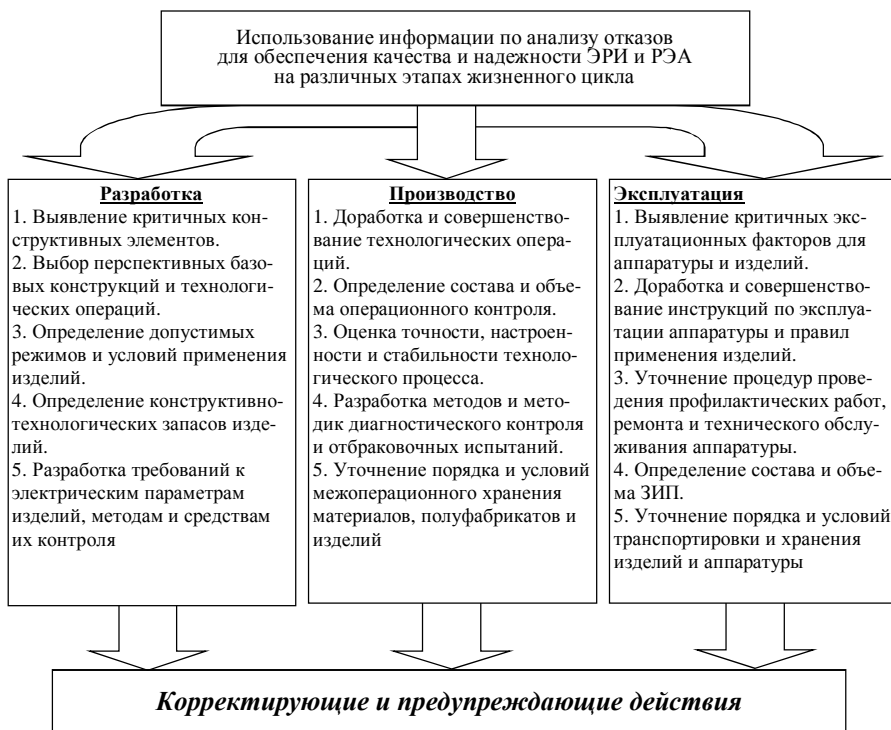 Использование информации по анализу отказов
для обеспечения качества и надежности ЭРИ и РЭА
на различных этапах жизненного цикла
Разработка
1. Выявление критичных кон-
структивных элементов.
2. Выбор перспективных базо-
вых конструкций и технологи-
ческих операций.
3. Определение допустимых
режимов и условий применения
изделий.
4. Определение конструктивно-
технологических запасов изде-
лий.
5. Разработка требований к
электрическим параметрам
изделий, методам и средствам
их контроля
Производство
1. Доработка и совершенство-
вание технологических опера-
ций.
2. Определение состава и объе-
ма операционного контроля.
3. Оценка точности, настроен-
ности и стабильности техноло-
гического процесса.
4. Разработка методов и мето-
дик диагностического контроля
и отбраковочных испытаний.
5. Уточнение порядка и условий
межоперационного хранения
материалов, полуфабрикатов и
изделий
Эксплуатация
1. Выявление критичных экс-
плуатационных факторов для
аппаратуры и изделий.
2. Доработка и совершенство-
вание инструкций по эксплуа-
тации аппаратуры и правил
применения изделий.
3. Уточнение процедур прове-
дения профилактических работ,
ремонта и технического обслу-
живания аппаратуры.
4. Определение состава и объе-
ма ЗИП.
5. Уточнение порядка и условий
транспортировки и хранения
изделий и аппаратуры
Корректирующие и предупреждающие действия